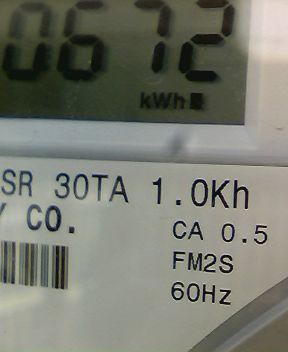 0672
kWh
SR 30TA 1.0Kh
Y CO.
CA 0.5
FM2S
60Hz